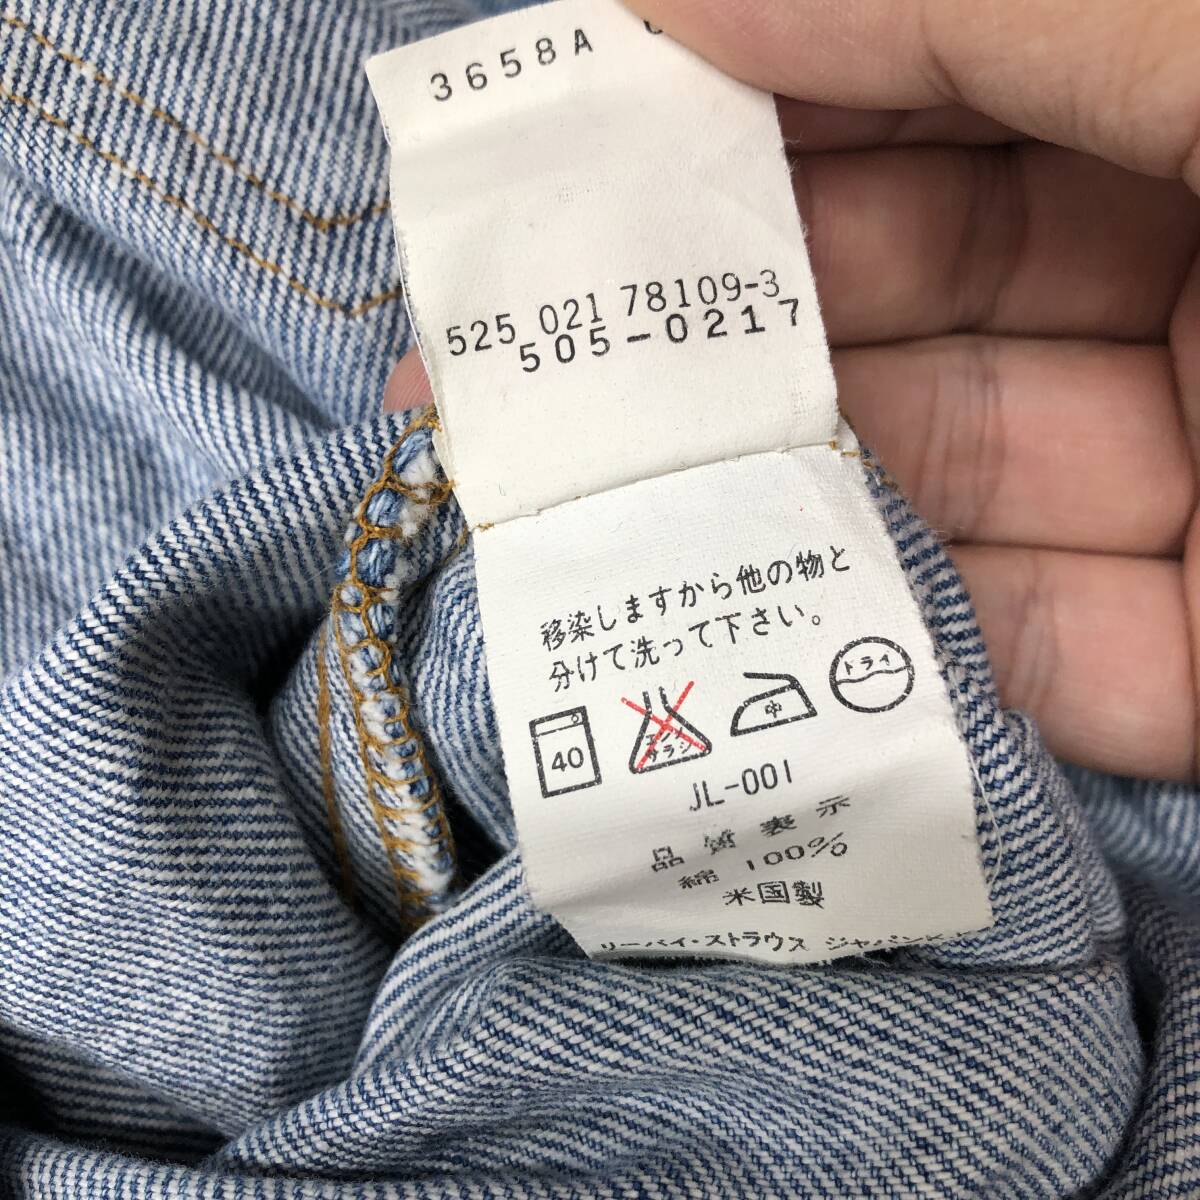 3658A
525 021 78109-3
505-0217
移染しますから他の物と
分けて洗って下さい。
40
エンソ
サラシ
中
ドライ
JL-001
品質表示
綿 100%
米国製
リーバイ・ストラウス ジャパン